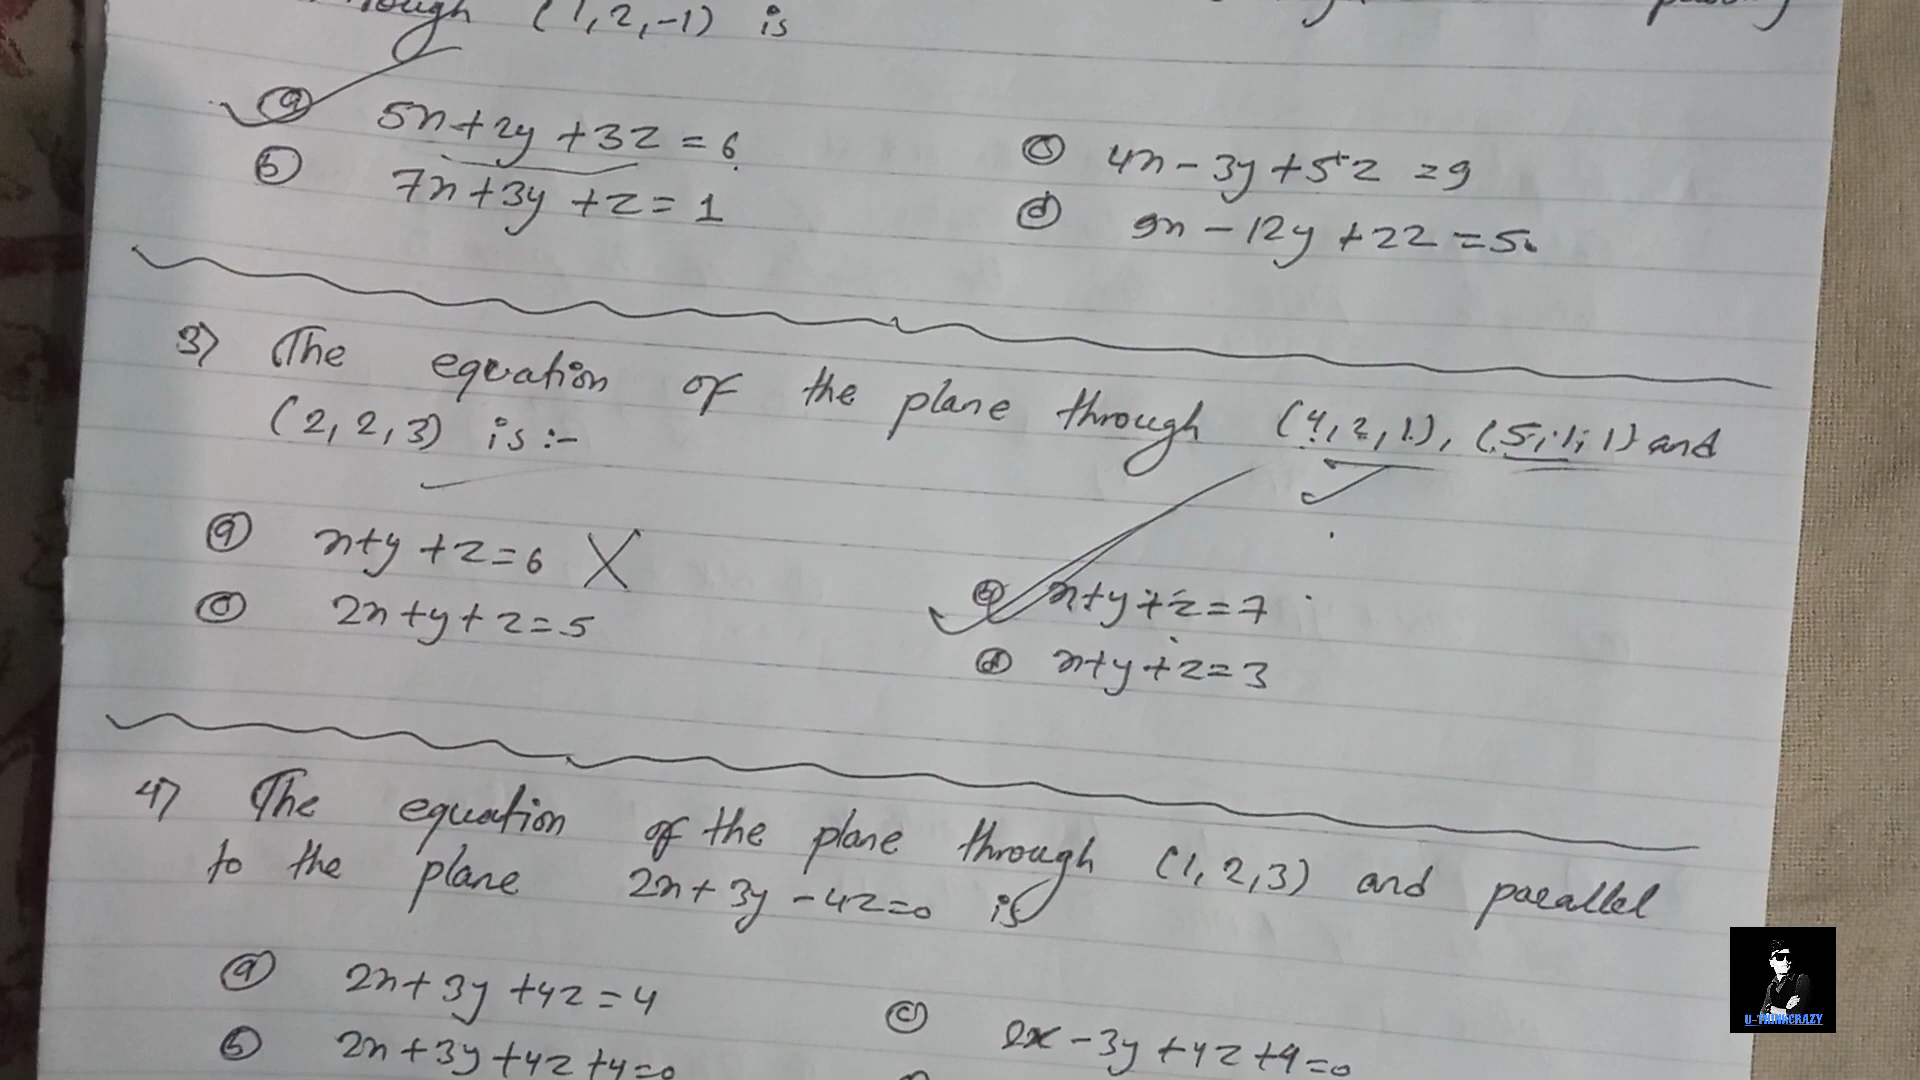 through (1,2,-1) is
(a) 5x+2y+3z=6
(c) 4x-3y+5z=9
(b) 7x+3y+z=1
(d) 9x-12y+2z=5
3) The equation of the plane through (4,2,1), (5,1,1) and
(2,2,3) is :-
(a) x+y+z=6
(b) x+y+z=7
(c) 2x+y+z=5
(d) x+y+z=3
4) The equation of the plane through (1,2,3) and parallel
to the plane 2x+3y-4z=0 is
(a) 2x+3y+4z=4
(c) 2x-3y+4z+4=0
(b) 2x+3y+4z+4=0
U-THINKCRAZY